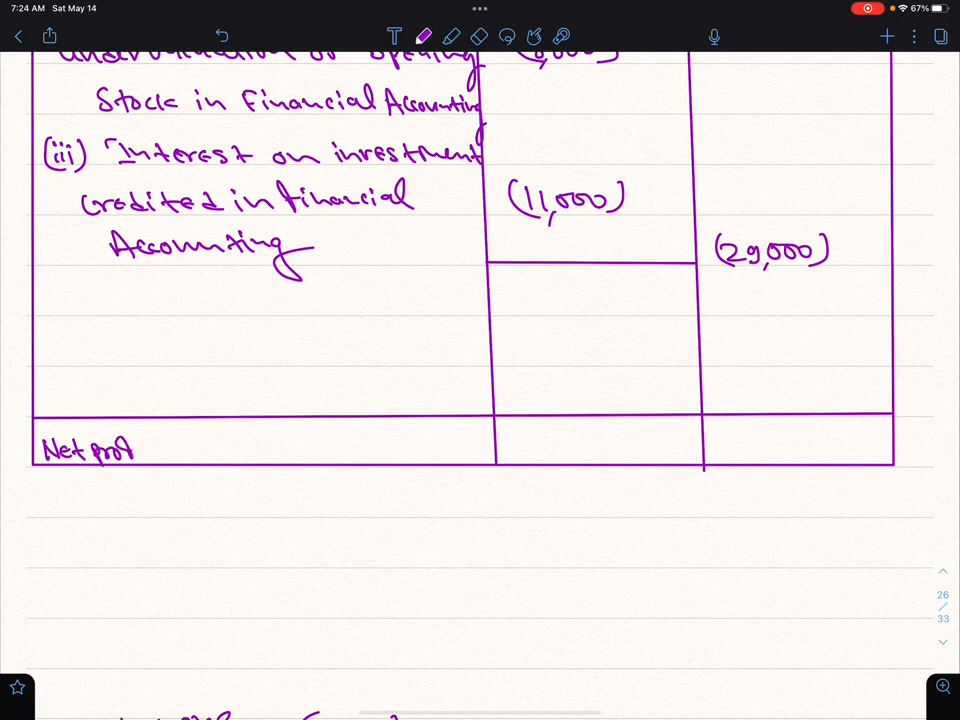 7:24 AM Sat May 14
67%
Stock in Financial Accounting
(iii) Interest on investment
credited in financial
(11,000)
Accounting
(29,000)
Net prof
26
/
33